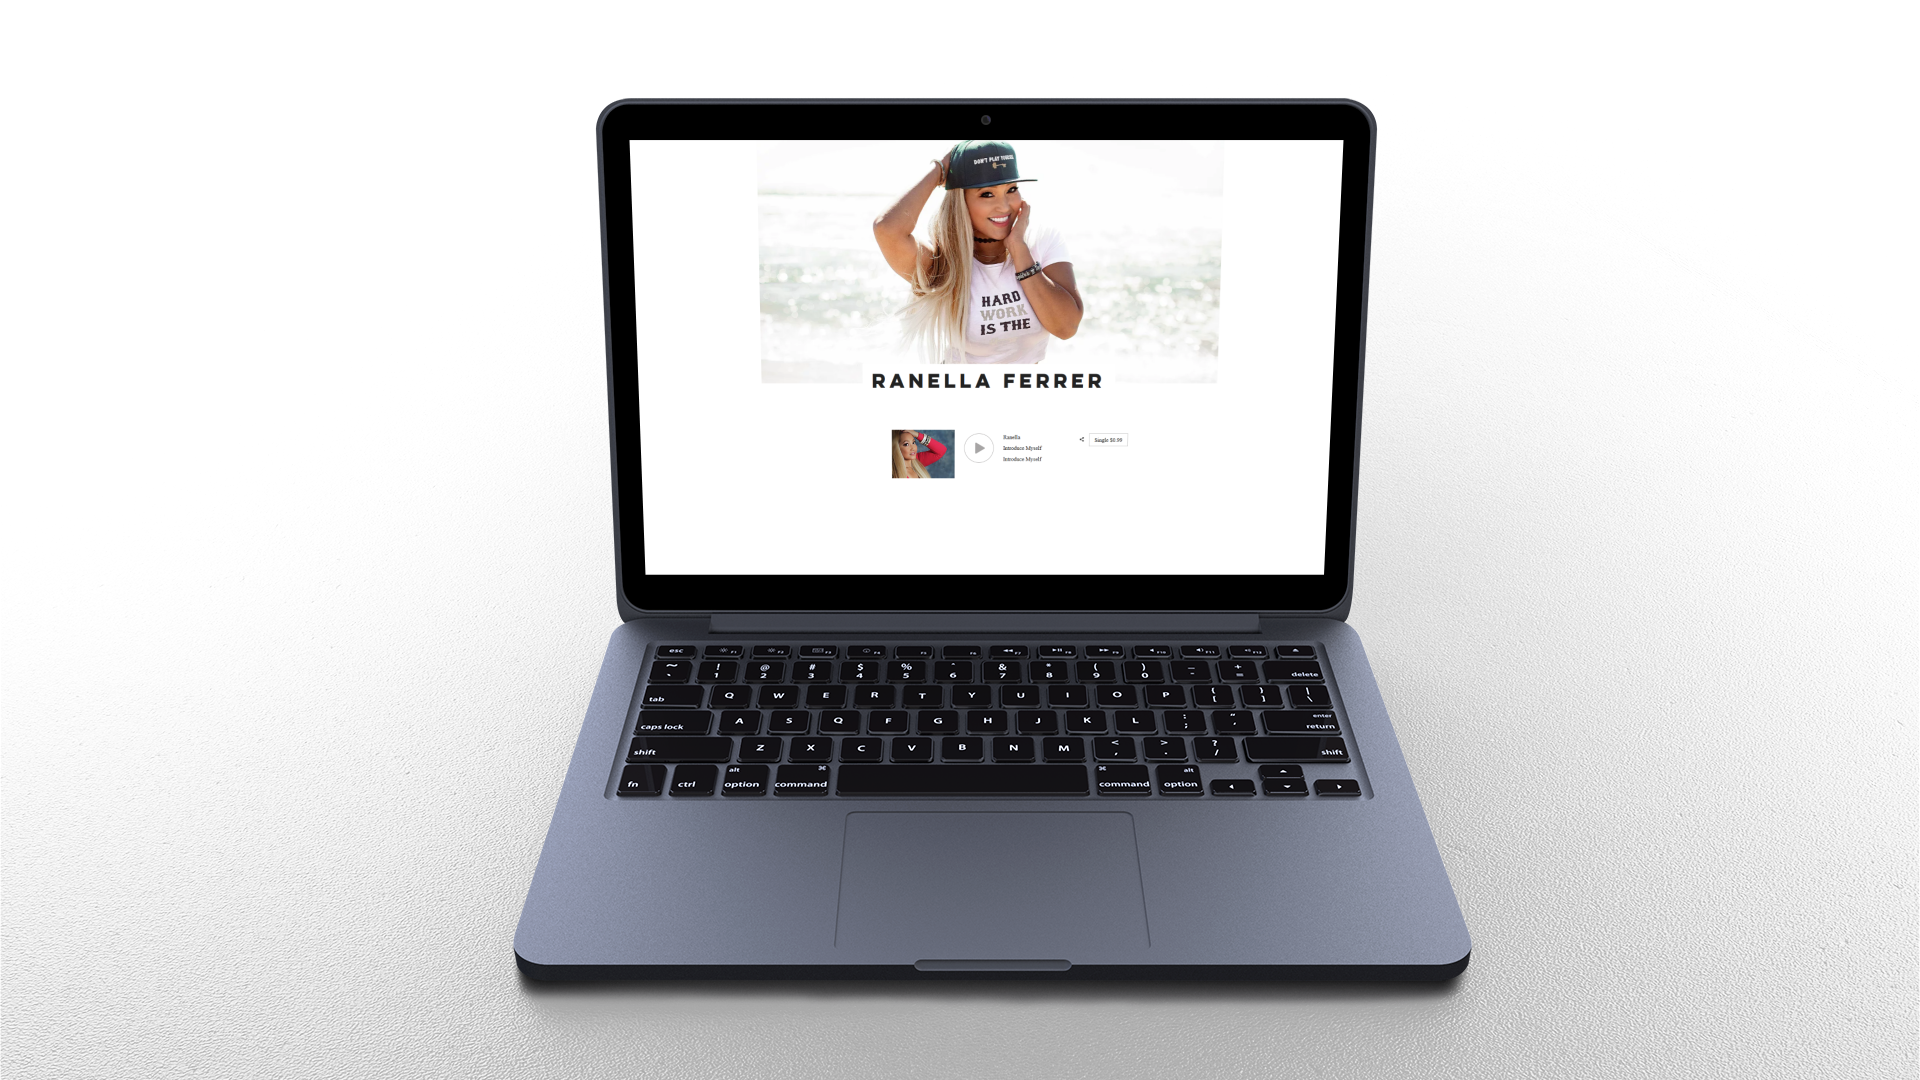 DON'T PLAY YOURSELF
HARD
WORK
IS THE
RANELLA FERRER
Ranella
Introduce Myself
Introduce Myself
Single $0.99
esc F1 F2 F3 F4 F5 F6 F7 F8 F9 F10 F11 F12
~ ! @ # $ % ^ & * ( ) _ +
` 1 2 3 4 5 6 7 8 9 0 - = delete
tab Q W E R T Y U I O P { } |
[ ] \
caps lock A S Q F G H J K L : " enter
; ' return
shift Z X C V B N M < > ? shift
, . /
alt ⌘ ⌘ alt
fn ctrl option command command option